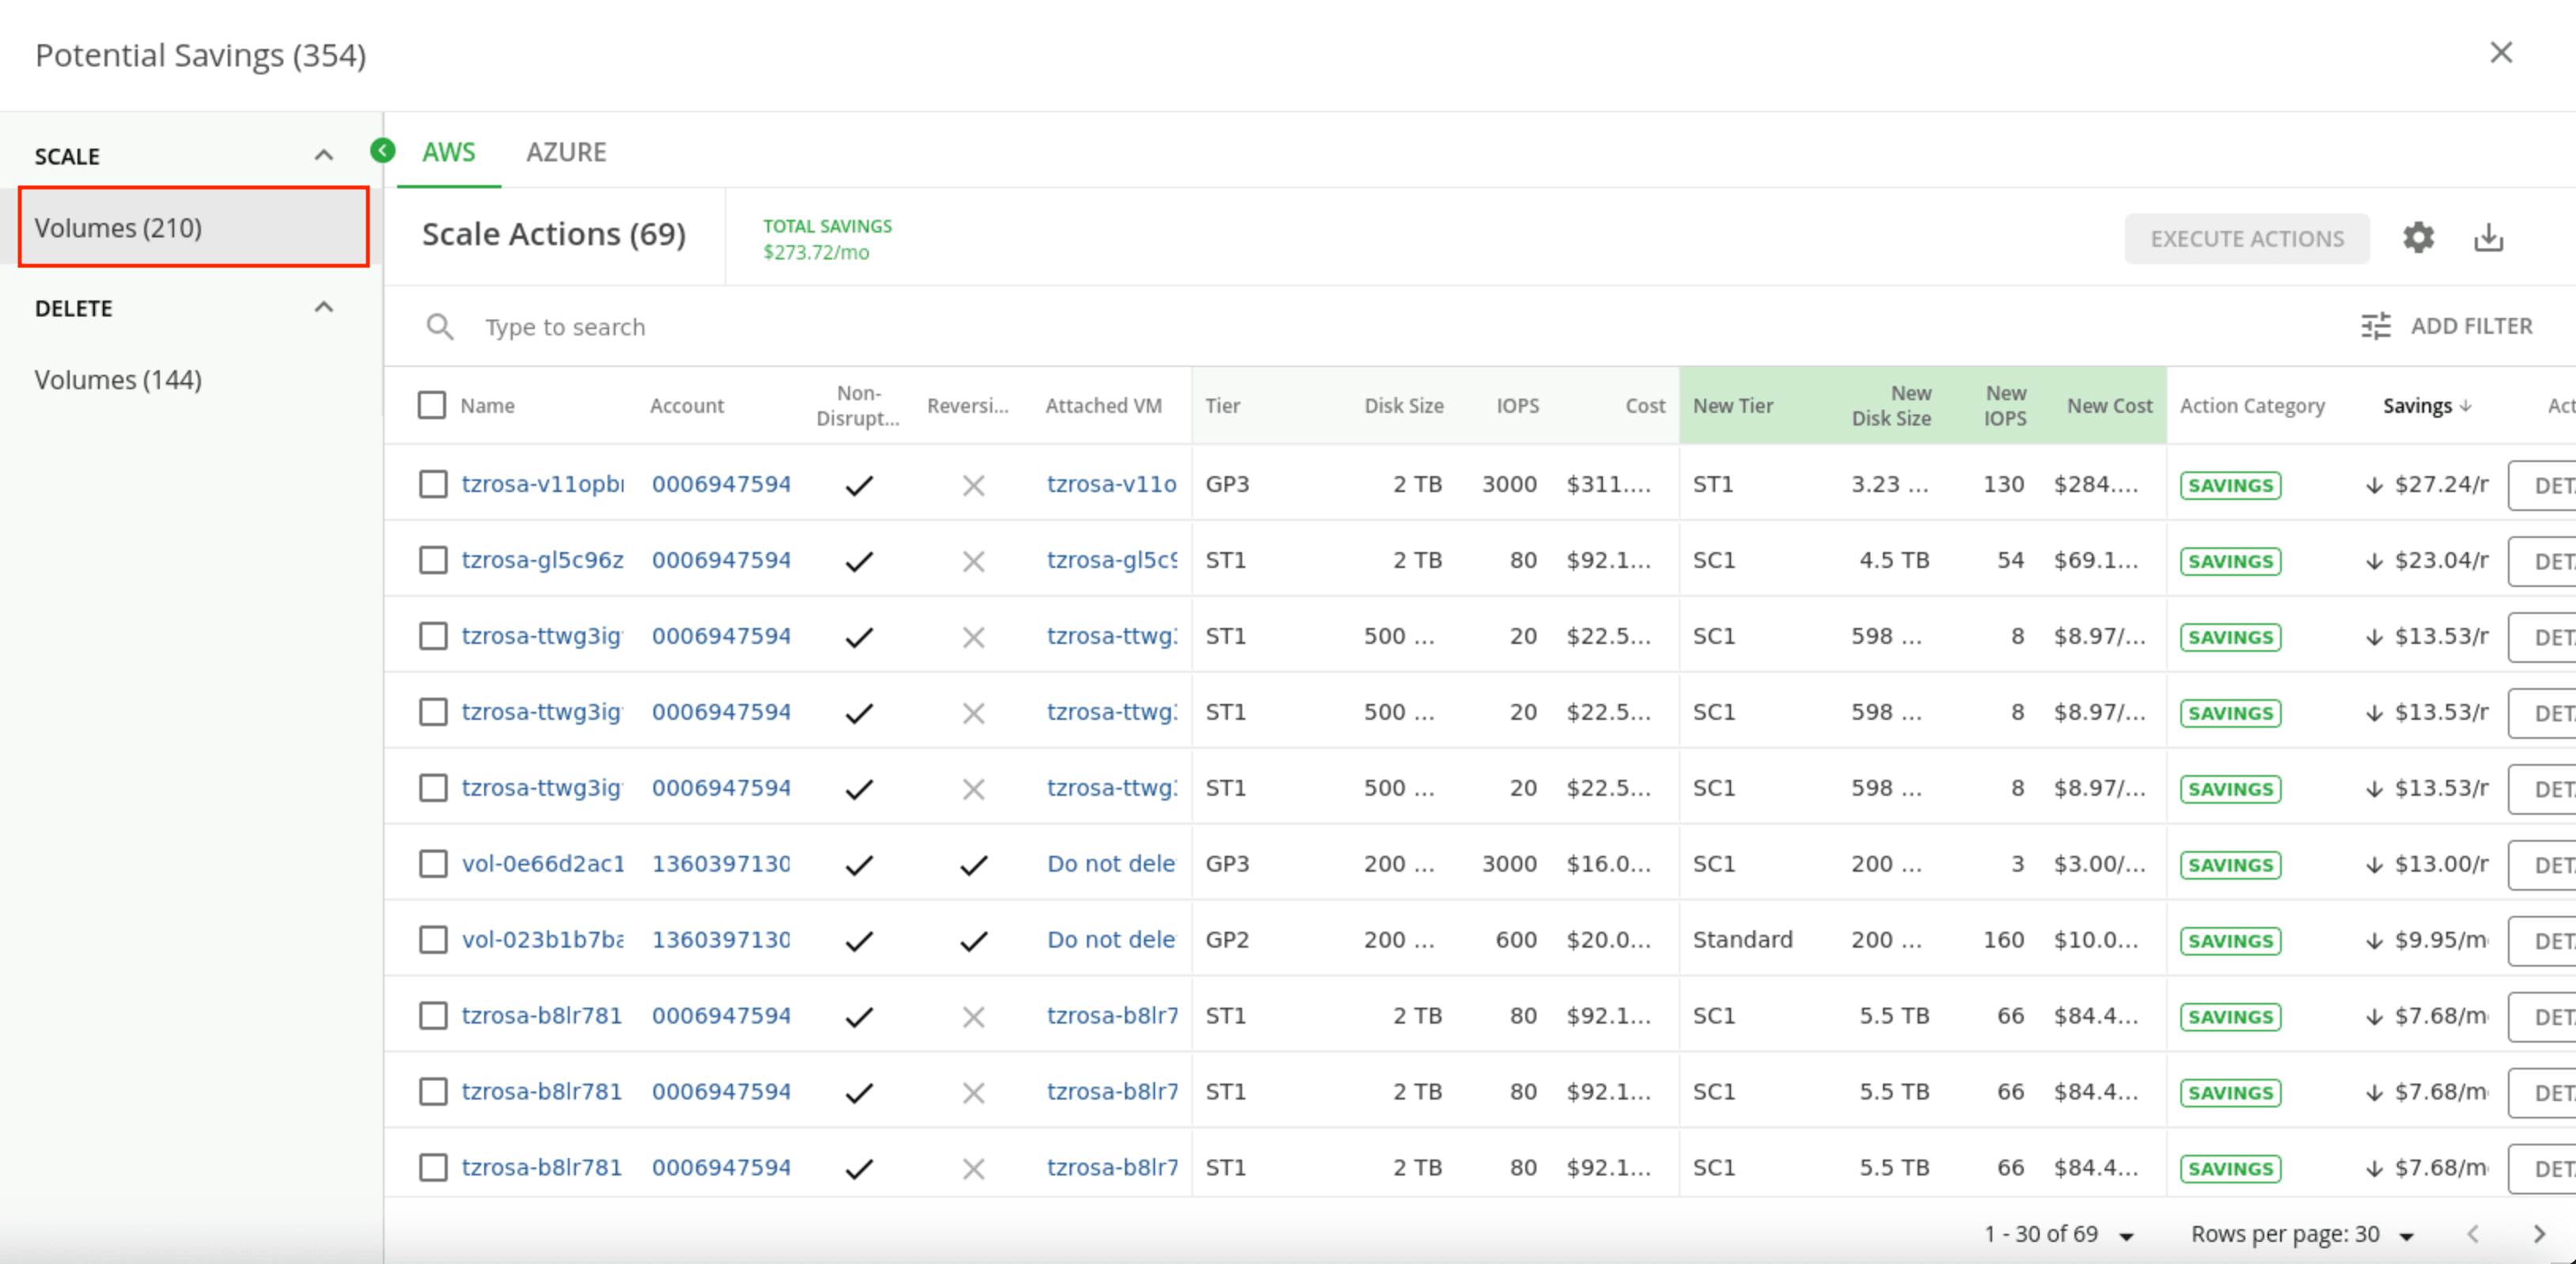 Potential Savings (354)
SCALE
Volumes (210)
DELETE
Volumes (144)
AWS AZURE
Scale Actions (69)
TOTAL SAVINGS
$273.72/mo
EXECUTE ACTIONS
Type to search
ADD FILTER
Name Account Non-Disrupt... Reversi... Attached VM Tier Disk Size IOPS Cost New Tier New Disk Size New IOPS New Cost Action Category Savings Act
tzrosa-v11opb 0006947594 tzrosa-v11o GP3 2 TB 3000 $311.... ST1 3.23 ... 130 $284.... SAVINGS $27.24/ DET
tzrosa-gl5c96z 0006947594 tzrosa-gl5c9 ST1 2 TB 80 $92.1... SC1 4.5 TB 54 $69.1... SAVINGS $23.04/ DET
tzrosa-ttwg3ig 0006947594 tzrosa-ttwg ST1 500 ... 20 $22.5... SC1 598 ... 8 $8.97/... SAVINGS $13.53/ DET
tzrosa-ttwg3ig 0006947594 tzrosa-ttwg ST1 500 ... 20 $22.5... SC1 598 ... 8 $8.97/... SAVINGS $13.53/ DET
tzrosa-ttwg3ig 0006947594 tzrosa-ttwg ST1 500 ... 20 $22.5... SC1 598 ... 8 $8.97/... SAVINGS $13.53/ DET
vol-0e66d2ac1 1360397130 Do not dele GP3 200 ... 3000 $16.0... SC1 200 ... 3 $3.00/... SAVINGS $13.00/ DET
vol-023b1b7ba 1360397130 Do not dele GP2 200 ... 600 $20.0... Standard 200 ... 160 $10.0... SAVINGS $9.95/m DET
tzrosa-b8lr781 0006947594 tzrosa-b8lr7 ST1 2 TB 80 $92.1... SC1 5.5 TB 66 $84.4... SAVINGS $7.68/m DET
tzrosa-b8lr781 0006947594 tzrosa-b8lr7 ST1 2 TB 80 $92.1... SC1 5.5 TB 66 $84.4... SAVINGS $7.68/m DET
tzrosa-b8lr781 0006947594 tzrosa-b8lr7 ST1 2 TB 80 $92.1... SC1 5.5 TB 66 $84.4... SAVINGS $7.68/m DET
1 - 30 of 69 Rows per page: 30